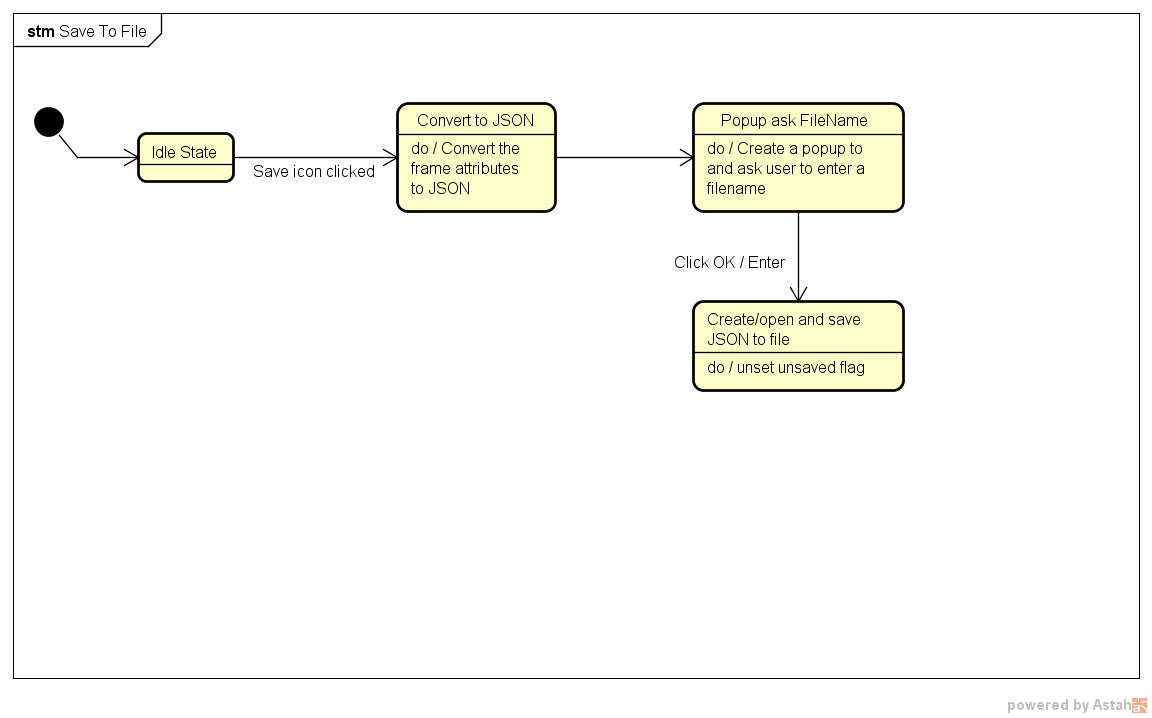 stm Save To File
Idle State
Save icon clicked
Convert to JSON
do / Convert the
frame attributes
to JSON
Popup ask FileName
do / Create a popup to
and ask user to enter a
filename
Click OK / Enter
Create/open and save
JSON to file
do / unset unsaved flag
powered by Astah